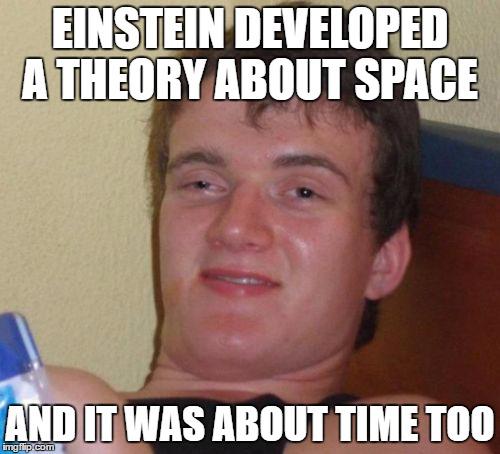 EINSTEIN DEVELOPED
A THEORY ABOUT SPACE
AND IT WAS ABOUT TIME TOO
imgflip.com